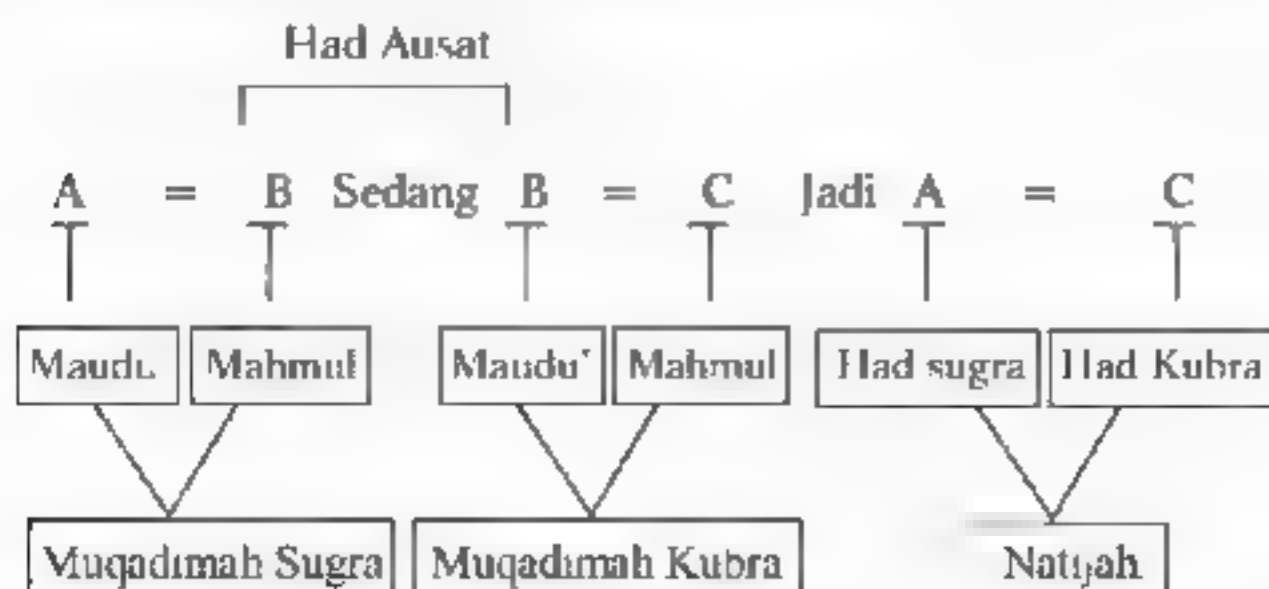 Had Ausat
A = B Sedang B = C Jadi A = C
Maudu Mahmul Maudu' Mahmul Had sugra Had Kubra
Muqadimah Sugra Muqadimah Kubra Natijah